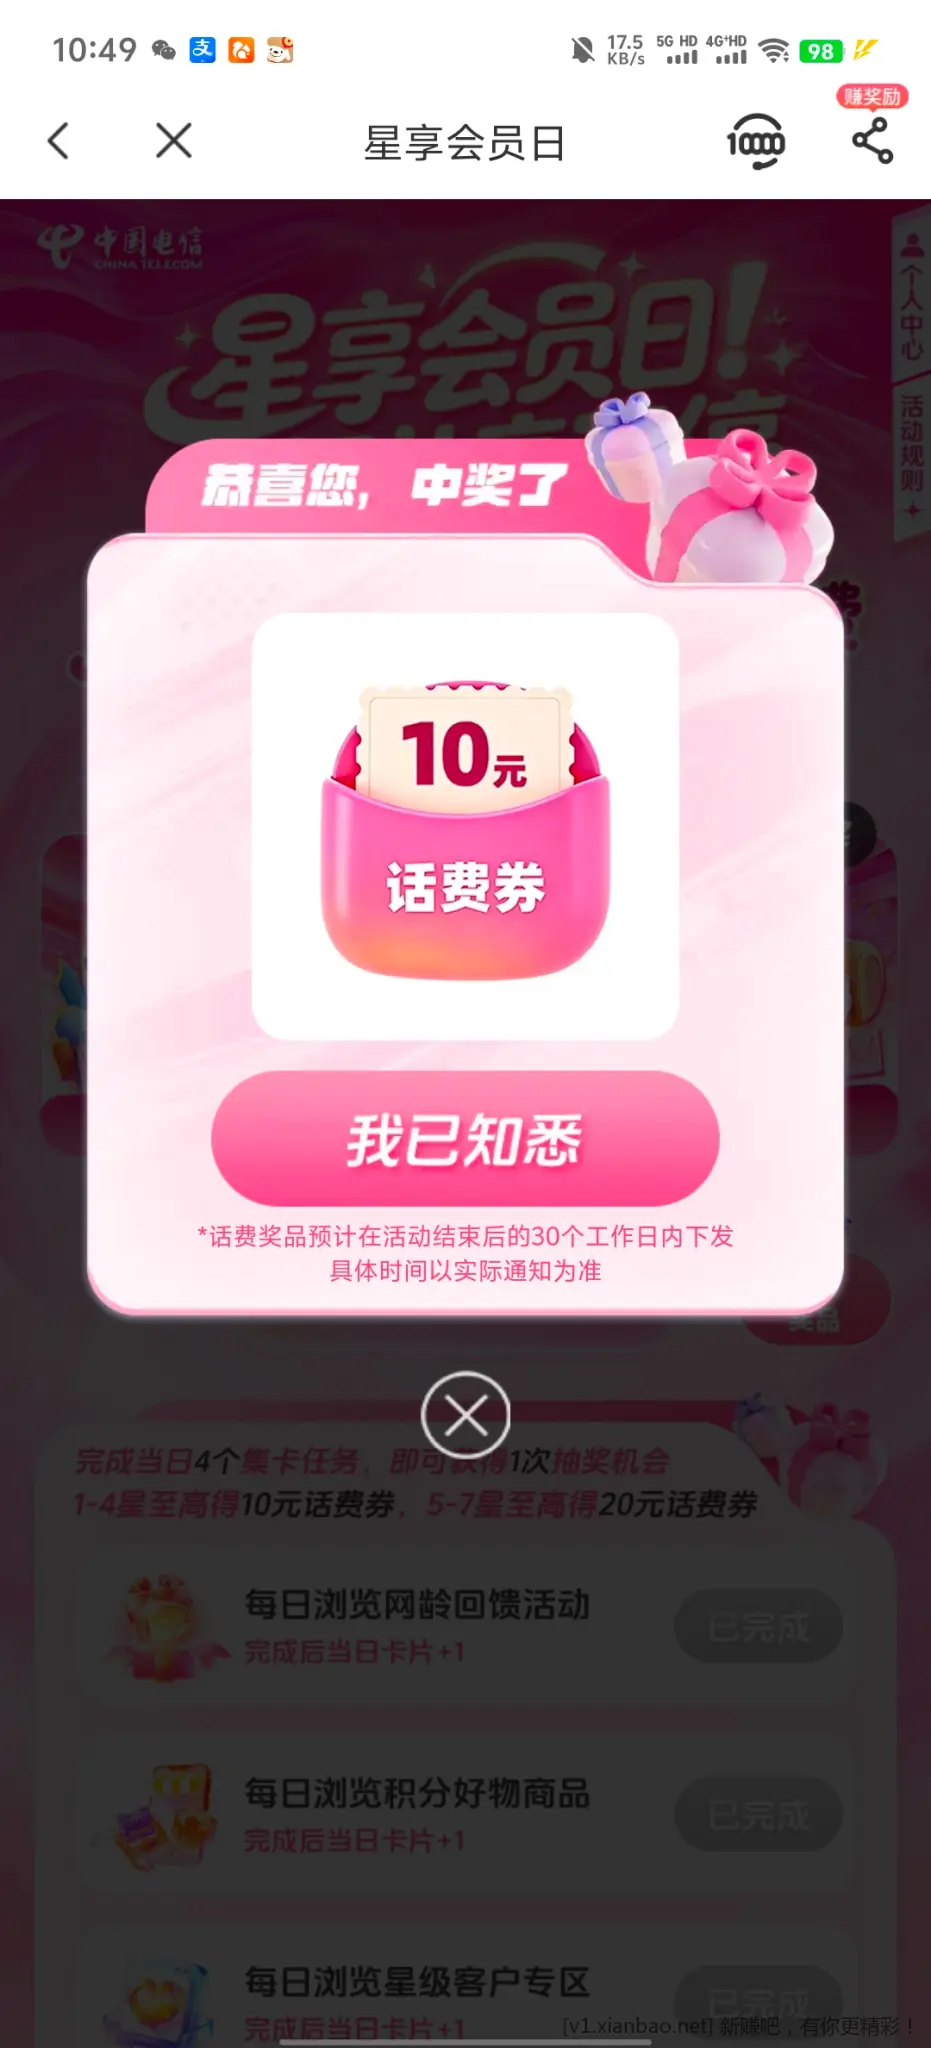 10:49
17.5 KB/s 5G HD 4G+HD 98
赚奖励
星享会员日
10000
中国电信
CHINA TELECOM
个人中心
星享会员日!
活动规则
恭喜您，中奖了
10元
话费券
我已知悉
*话费奖品预计在活动结束后的30个工作日内下发
具体时间以实际通知为准
奖品
完成当日4个集卡任务，即可获得1次抽奖机会
1-4星至高得10元话费券，5-7星至高得20元话费券
每日浏览网龄回馈活动
已完成
完成后当日卡片+1
每日浏览积分好物商品
已完成
完成后当日卡片+1
每日浏览星级客户专区
已完成
完成后当日卡片+1
[v1.xianbao.net] 新赚吧，有你更精彩！